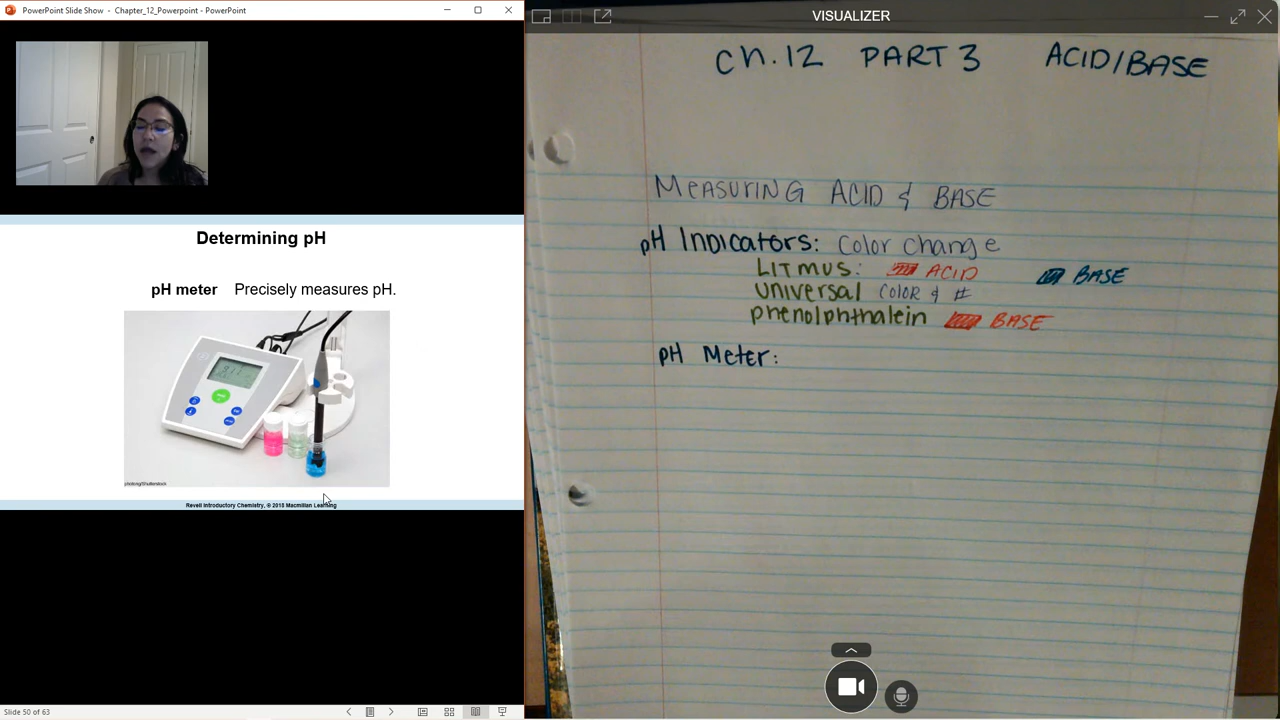 PowerPoint Slide Show - Chapter_12_Powerpoint - PowerPoint
Determining pH
pH meter Precisely measures pH.
Revell Introductory Chemistry, © 2018 Macmillan Learning
Slide 50 of 63
VISUALIZER
Ch.12 PART 3 ACID/BASE
MeASURING ACID & BASE
pH Indicators: Color change
LITMUS: ACID BASE
Universal COLOR & #
phenolphthalein BASE
pH Meter: